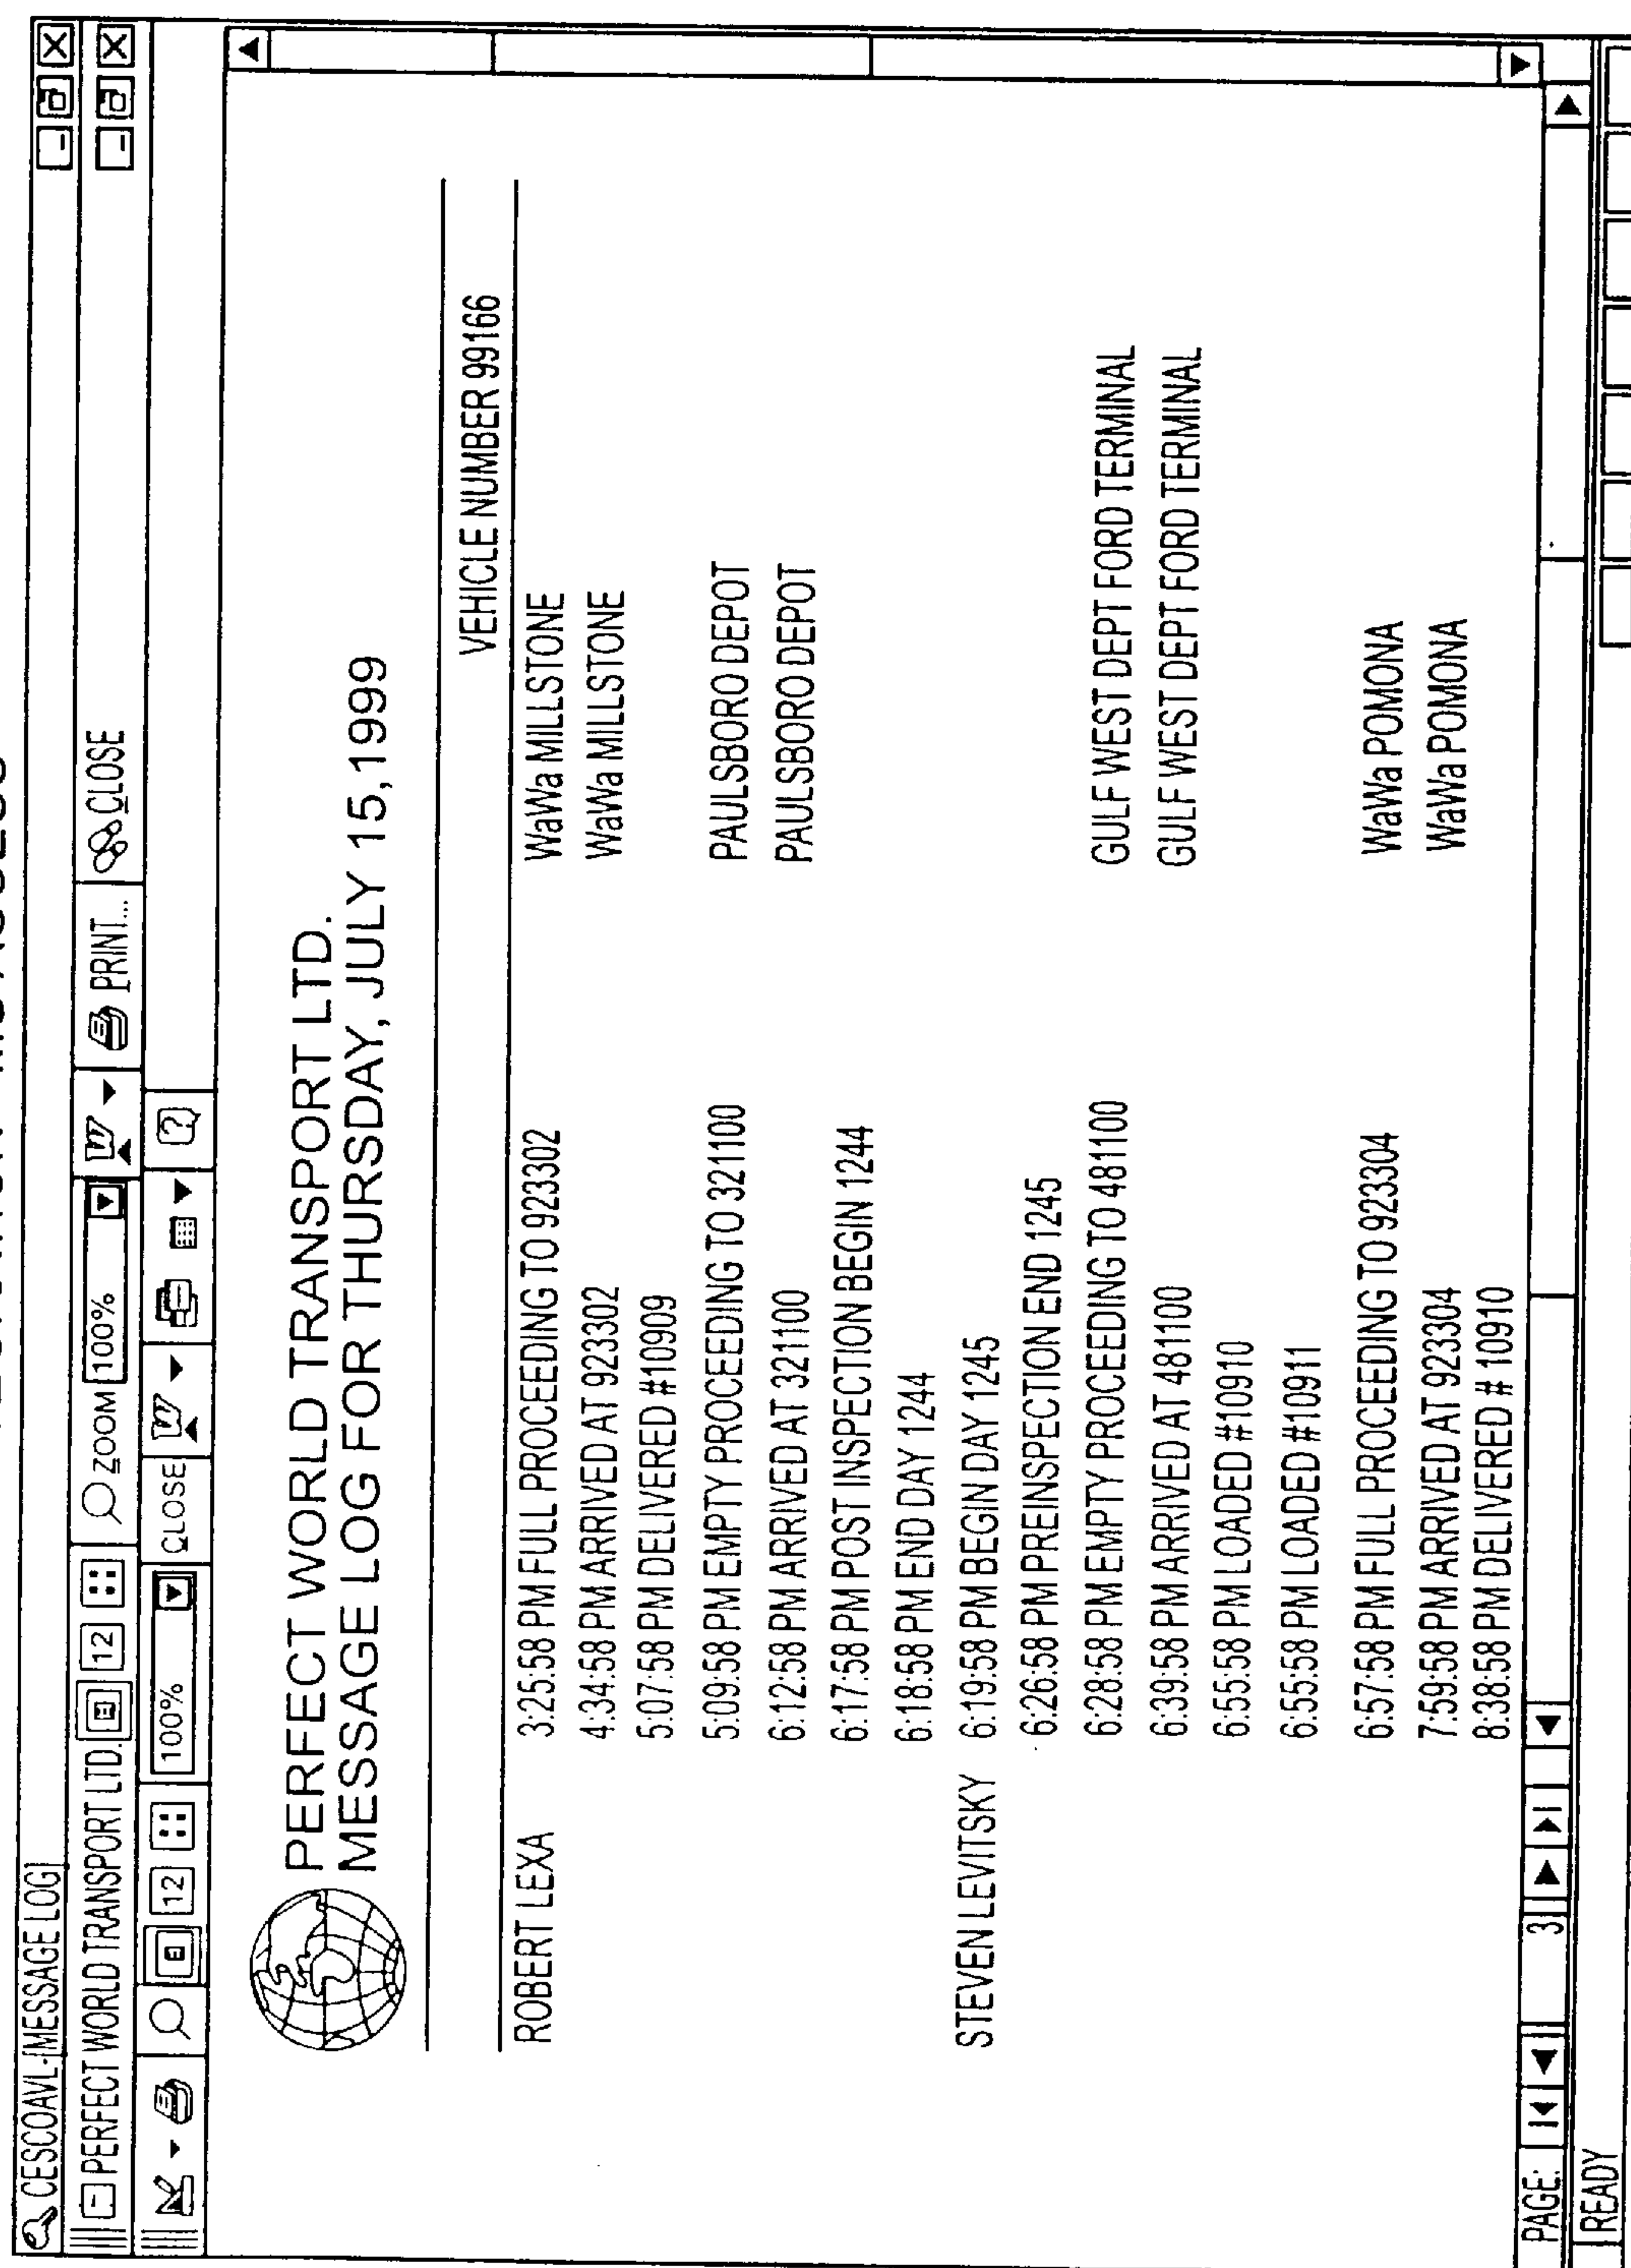 CESCOAVL-[MESSAGE LOG]
PERFECT WORLD TRANSPORT LTD. 12 ZOOM 100% W PRINT... CLOSE
12 100% CLOSE W ?
PERFECT WORLD TRANSPORT LTD.
MESSAGE LOG FOR THURSDAY, JULY 15,1999
VEHICLE NUMBER 99166
ROBERT LEXA 3:25:58 PM FULL PROCEEDING TO 923302 WaWa MILLSTONE
4:34:58 PM ARRIVED AT 923302 WaWa MILLSTONE
5:07:58 PM DELIVERED #10909
5:09:58 PM EMPTY PROCEEDING TO 321100 PAULSBORO DEPOT
6:12:58 PM ARRIVED AT 321100 PAULSBORO DEPOT
6:17:58 PM POST INSPECTION BEGIN 1244
6:18:58 PM END DAY 1244
STEVEN LEVITSKY 6:19:58 PM BEGIN DAY 1245
6:26:58 PM PREINSPECTION END 1245
6:28:58 PM EMPTY PROCEEDING TO 481100 GULF WEST DEPT FORD TERMINAL
6:39:58 PM ARRIVED AT 481100 GULF WEST DEPT FORD TERMINAL
6:55:58 PM LOADED #10910
6:55:58 PM LOADED #10911
6:57:58 PM FULL PROCEEDING TO 923304 WaWa POMONA
7:59:58 PM ARRIVED AT 923304 WaWa POMONA
8:38:58 PM DELIVERED # 10910
PAGE: 3
READY